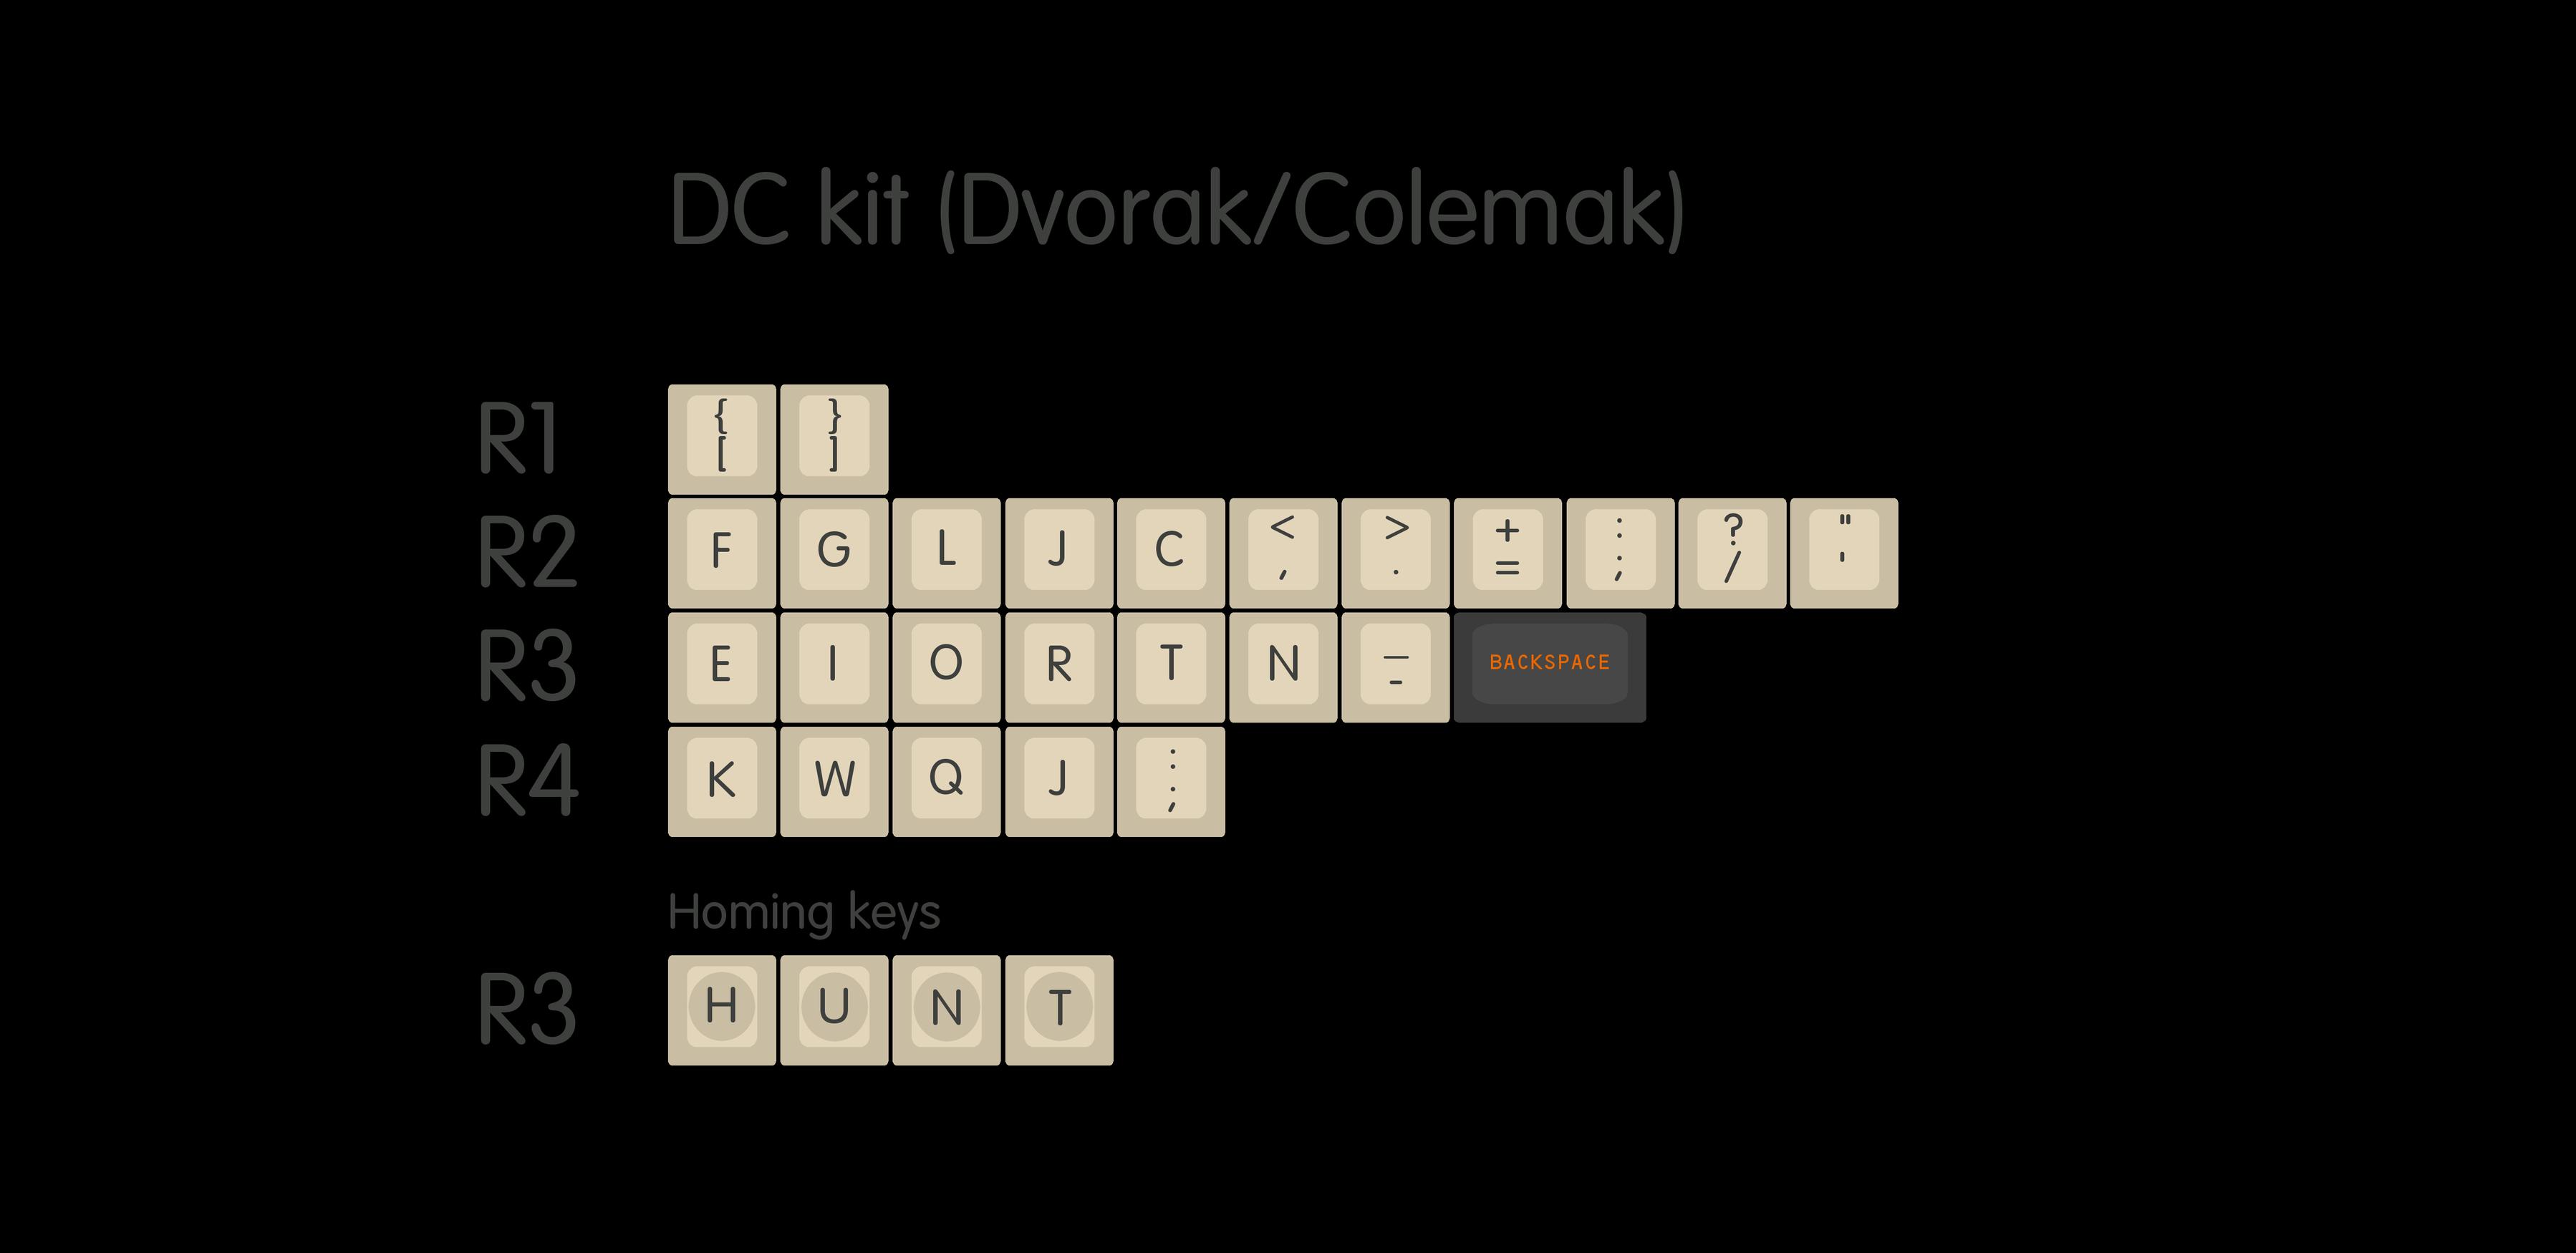 DC kit (Dvorak/Colemak)
R1 { [ } ]
R2 F G L J C < , > . + = : ; ? / " '
R3 E I O R T N _ - BACKSPACE
R4 K W Q J : ;
Homing keys
R3 H U N T